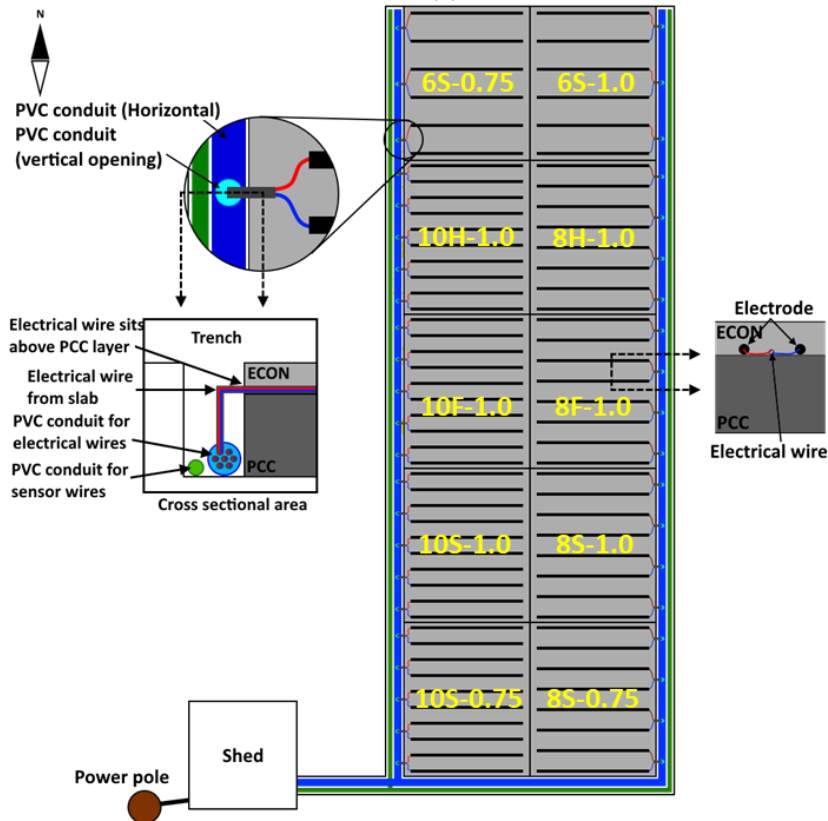 N
PVC conduit (Horizontal)
PVC conduit
(vertical opening)
6S-0.75
6S-1.0
10H-1.0
8H-1.0
Electrical wire sits
above PCC layer
Trench
ECON
Electrical wire
from slab
PVC conduit for
electrical wires
PVC conduit for
sensor wires
PCC
Cross sectional area
10F-1.0
8F-1.0
Electrode
ECON
PCC
Electrical wire
10S-1.0
8S-1.0
10S-0.75
8S-0.75
Shed
Power pole